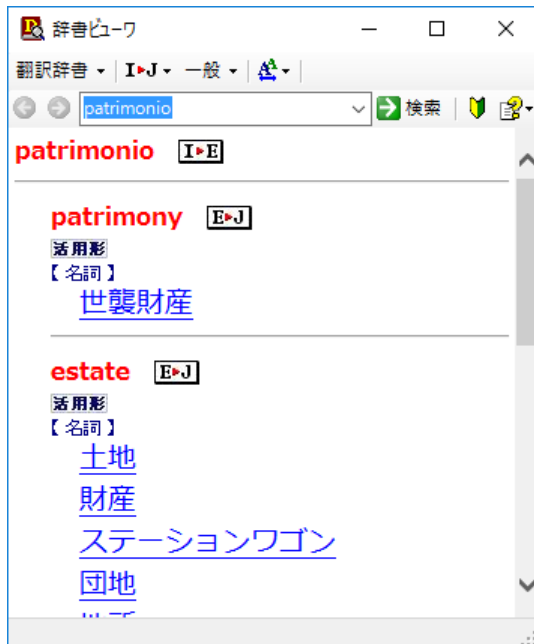 辞書ビューワ
翻訳辞書 I▸J 一般 A
patrimonio 検索
patrimonio I▸E
patrimony E▸J
活用形
【名詞】
世襲財産
estate E▸J
活用形
【名詞】
土地
財産
ステーションワゴン
団地